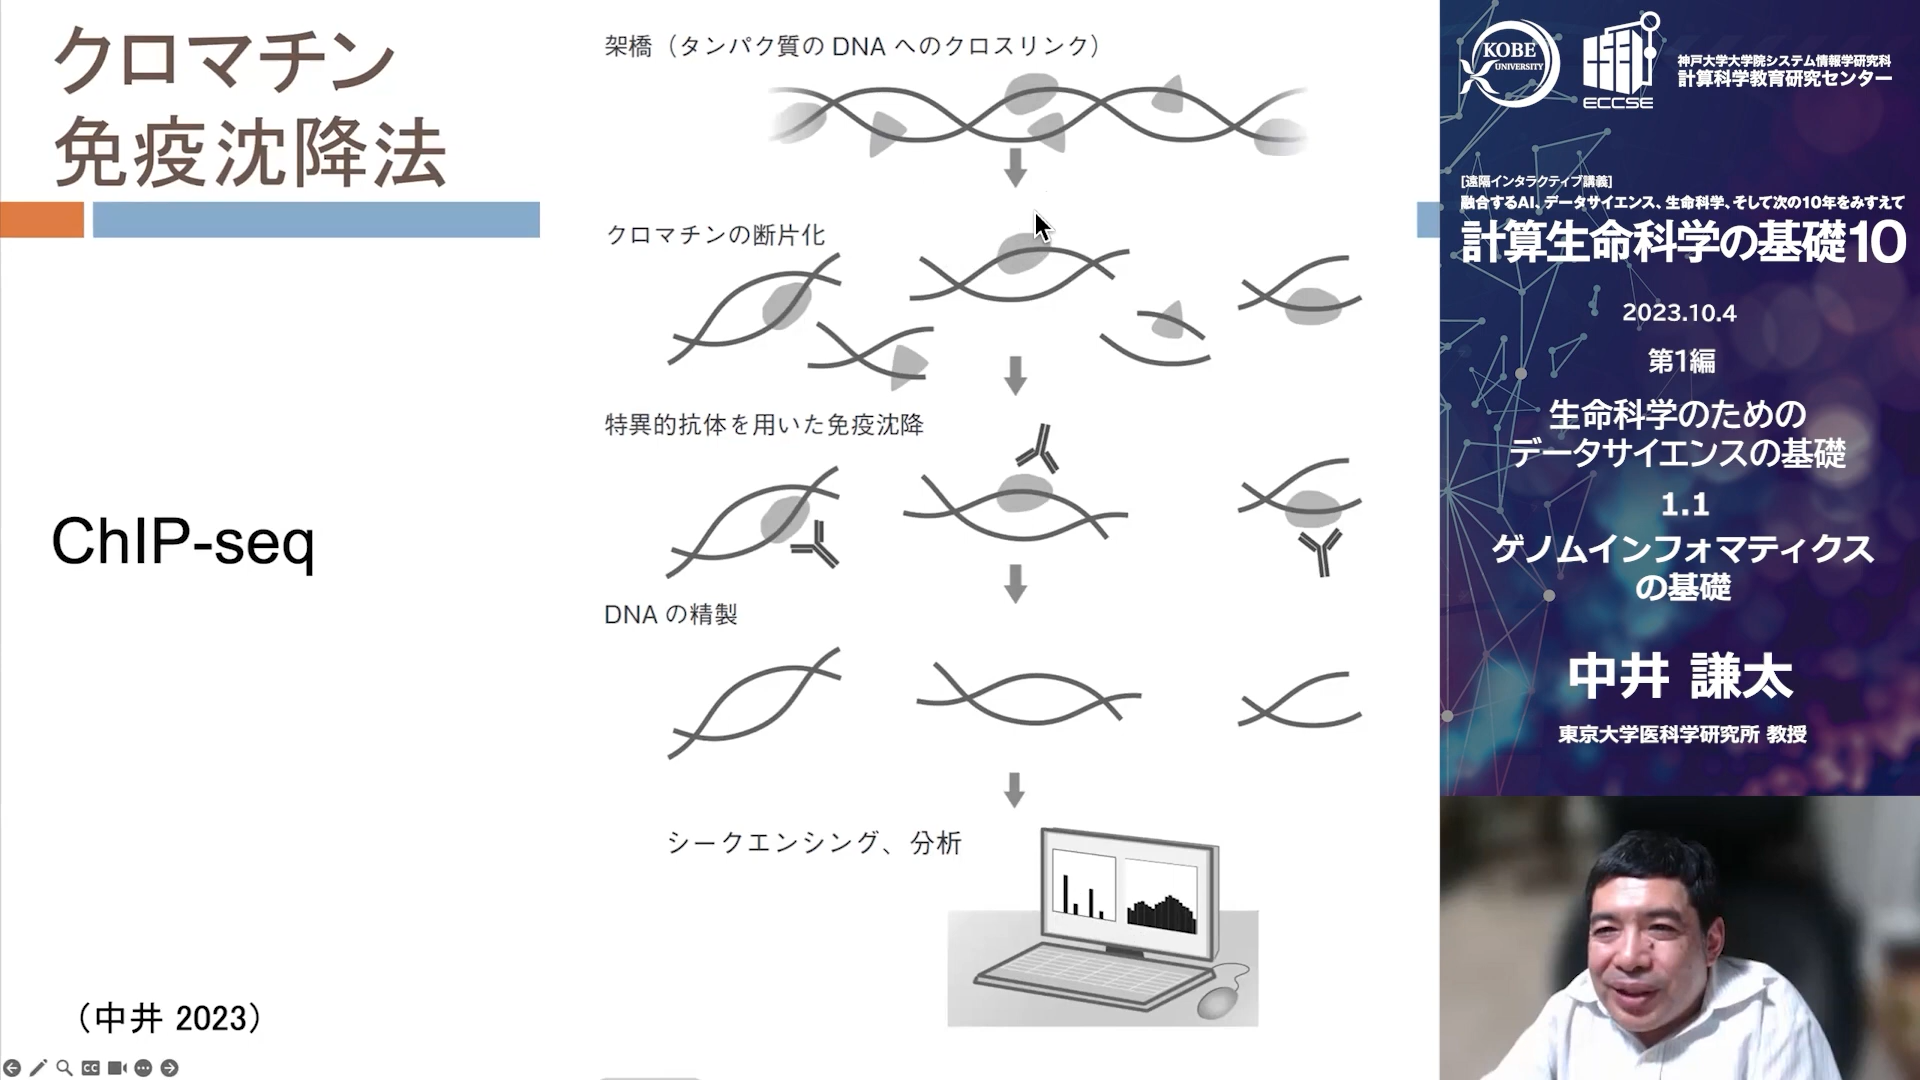 クロマチン
免疫沈降法
ChIP-seq
（中井 2023）
架橋（タンパク質の DNA へのクロスリンク）
クロマチンの断片化
特異的抗体を用いた免疫沈降
DNA の精製
シークエンシング、分析
CC
KOBE
UNIVERSITY
ECCSE
神戸大学大学院システム情報学研究科
計算科学教育研究センター
[遠隔インタラクティブ講義]
融合するAI、データサイエンス、生命科学、そして次の10年をみすえて
計算生命科学の基礎10
2023.10.4
第1編
生命科学のための
データサイエンスの基礎
1.1
ゲノムインフォマティクス
の基礎
中井 謙太
東京大学医科学研究所 教授